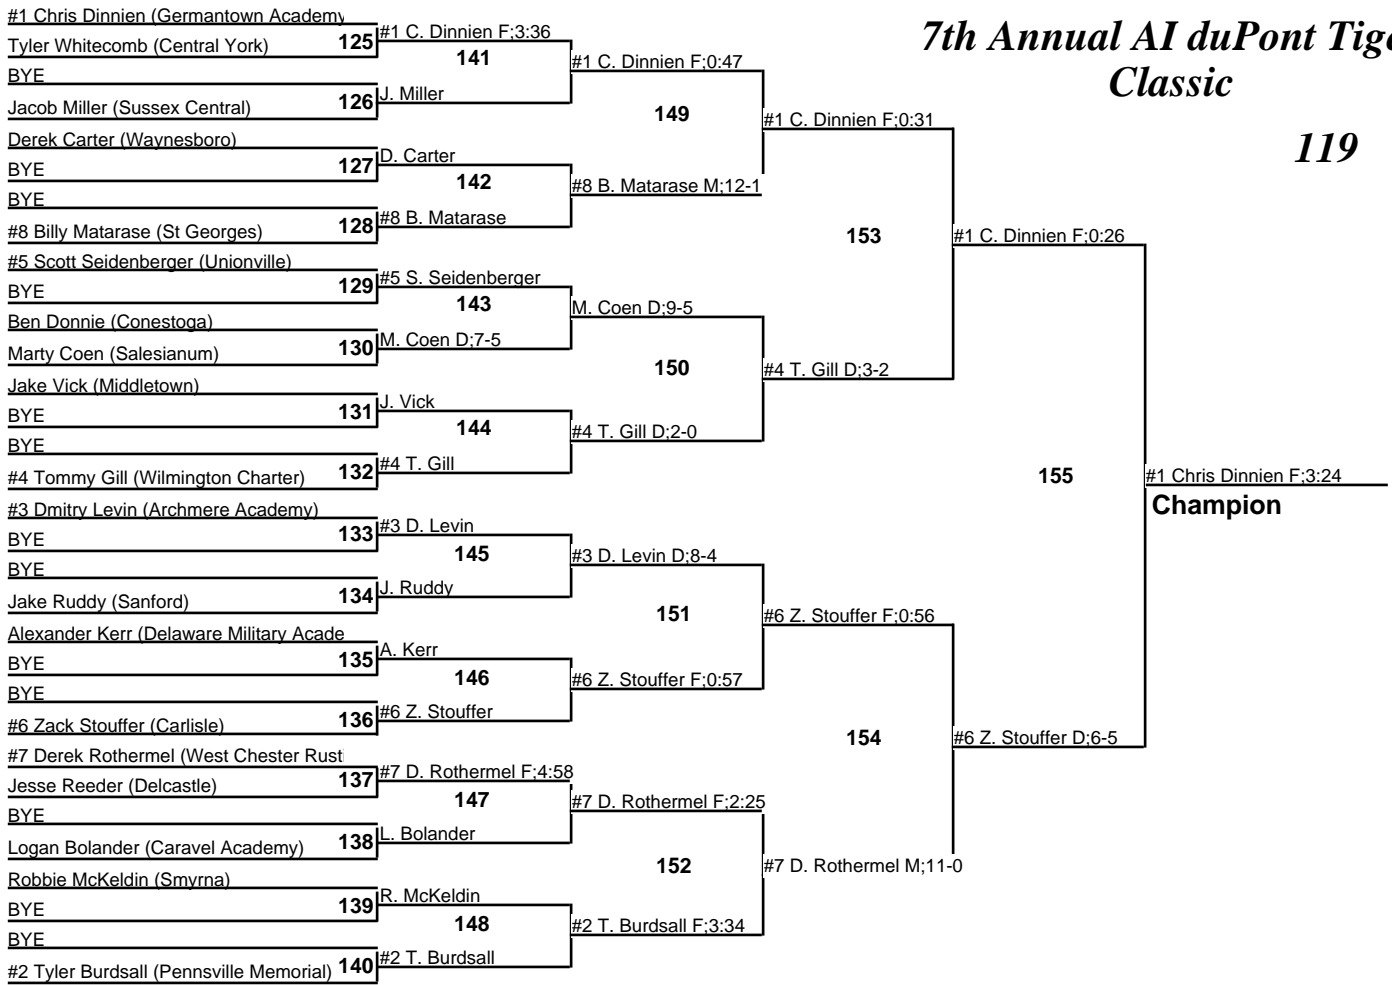 7th Annual AI duPont Tige
Classic
119
#1 Chris Dinnien (Germantown Academy
Tyler Whitecomb (Central York)
125
BYE
Jacob Miller (Sussex Central)
126
Derek Carter (Waynesboro)
BYE
127
BYE
#8 Billy Matarase (St Georges)
128
#5 Scott Seidenberger (Unionville)
BYE
129
Ben Donnie (Conestoga)
Marty Coen (Salesianum)
130
Jake Vick (Middletown)
BYE
131
BYE
#4 Tommy Gill (Wilmington Charter)
132
#3 Dmitry Levin (Archmere Academy)
BYE
133
BYE
Jake Ruddy (Sanford)
134
Alexander Kerr (Delaware Military Acade
BYE
135
BYE
#6 Zack Stouffer (Carlisle)
136
#7 Derek Rothermel (West Chester Rusti
Jesse Reeder (Delcastle)
137
BYE
Logan Bolander (Caravel Academy)
138
Robbie McKeldin (Smyrna)
BYE
139
BYE
#2 Tyler Burdsall (Pennsville Memorial)
140
#1 C. Dinnien F;3:36
141
J. Miller
D. Carter
142
#8 B. Matarase
#5 S. Seidenberger
143
M. Coen D;7-5
J. Vick
144
#4 T. Gill
#3 D. Levin
145
J. Ruddy
A. Kerr
146
#6 Z. Stouffer
#7 D. Rothermel F;4:58
147
L. Bolander
R. McKeldin
148
#2 T. Burdsall
#1 C. Dinnien F;0:47
149
#8 B. Matarase M;12-1
M. Coen D;9-5
150
#4 T. Gill D;2-0
#3 D. Levin D;8-4
151
#6 Z. Stouffer F;0:57
#7 D. Rothermel F;2:25
152
#2 T. Burdsall F;3:34
#1 C. Dinnien F;0:31
153
#4 T. Gill D;3-2
#6 Z. Stouffer F;0:56
154
#7 D. Rothermel M;11-0
#1 C. Dinnien F;0:26
155
#6 Z. Stouffer D;6-5
#1 Chris Dinnien F;3:24
Champion